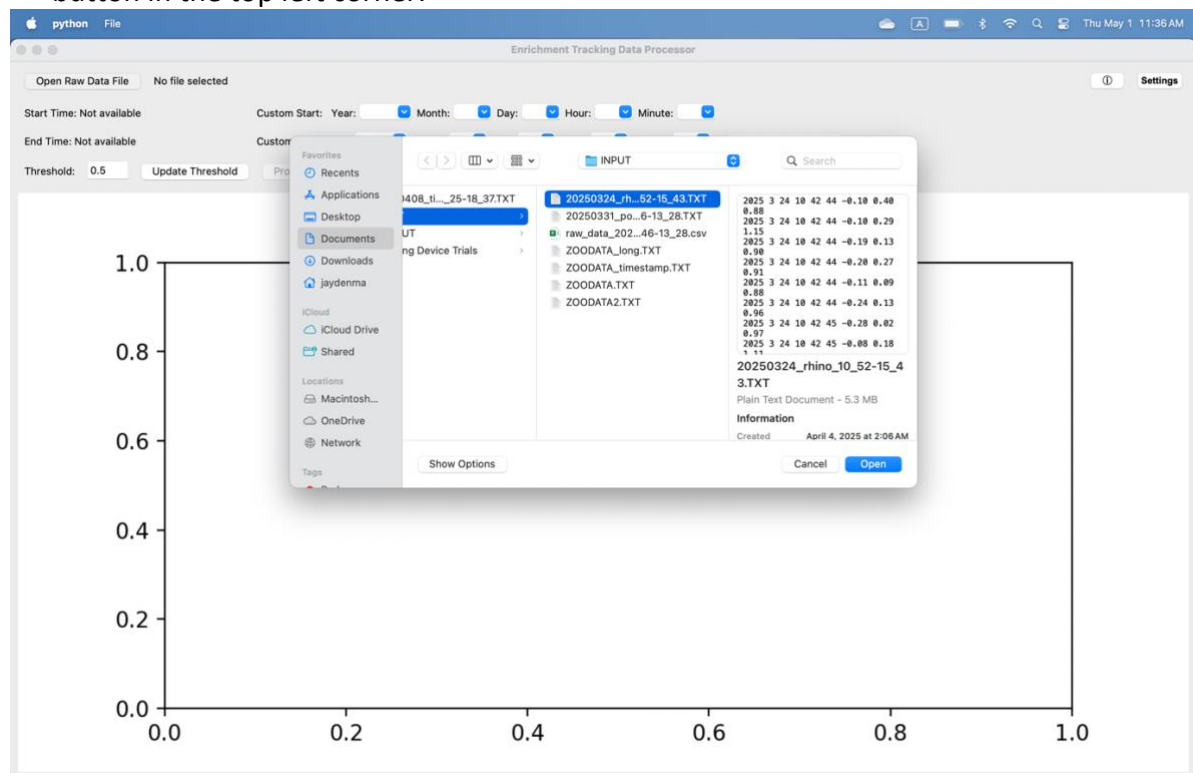 button in the top left corner.
python File
Thu May 1 11:36 AM
Enrichment Tracking Data Processor
Open Raw Data File No file selected
Settings
Start Time: Not available Custom Start: Year: Month: Day: Hour: Minute:
End Time: Not available Custom
Threshold: 0.5 Update Threshold Pro
Favorites
Recents
Applications
Desktop
Documents
Downloads
jaydenma
iCloud
iCloud Drive
Shared
Locations
Macintosh...
OneDrive
Network
Tags
INPUT
Search
0408_ti..._25-18_37.TXT
UT
ng Device Trials
20250324_rh...52-15_43.TXT
20250331_po...6-13_28.TXT
raw_data_202...46-13_28.csv
ZOODATA_long.TXT
ZOODATA_timestamp.TXT
ZOODATA.TXT
ZOODATA2.TXT
2025 3 24 10 42 44 -0.10 0.40
0.88
2025 3 24 10 42 44 -0.10 0.29
1.15
2025 3 24 10 42 44 -0.19 0.13
0.90
2025 3 24 10 42 44 -0.20 0.27
0.91
2025 3 24 10 42 44 -0.11 0.09
0.88
2025 3 24 10 42 44 -0.24 0.13
0.96
2025 3 24 10 42 45 -0.28 0.02
0.97
2025 3 24 10 42 45 -0.08 0.18
20250324_rhino_10_52-15_4
3.TXT
Plain Text Document - 5.3 MB
Information
Created April 4, 2025 at 2:06 AM
Show Options
Cancel Open
1.0
0.8
0.6
0.4
0.2
0.0
0.0 0.2 0.4 0.6 0.8 1.0